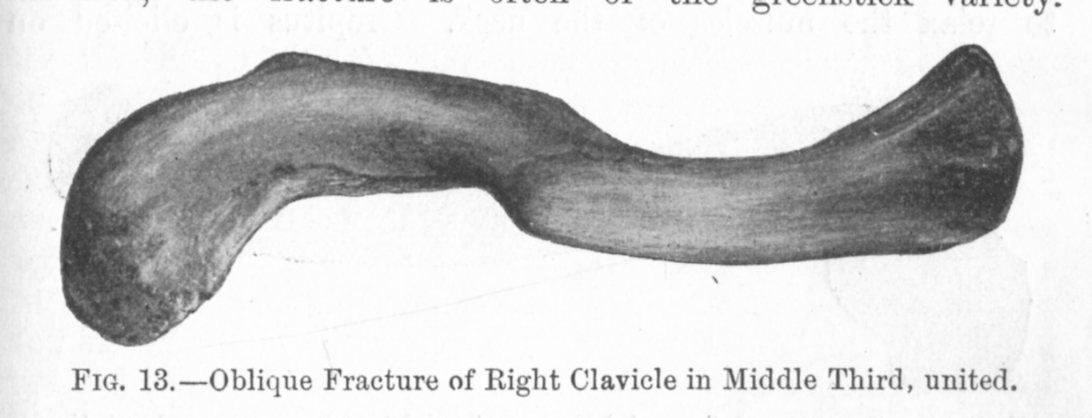 the fracture is often of the greenstick variety.
FIG. 13.—Oblique Fracture of Right Clavicle in Middle Third, united.